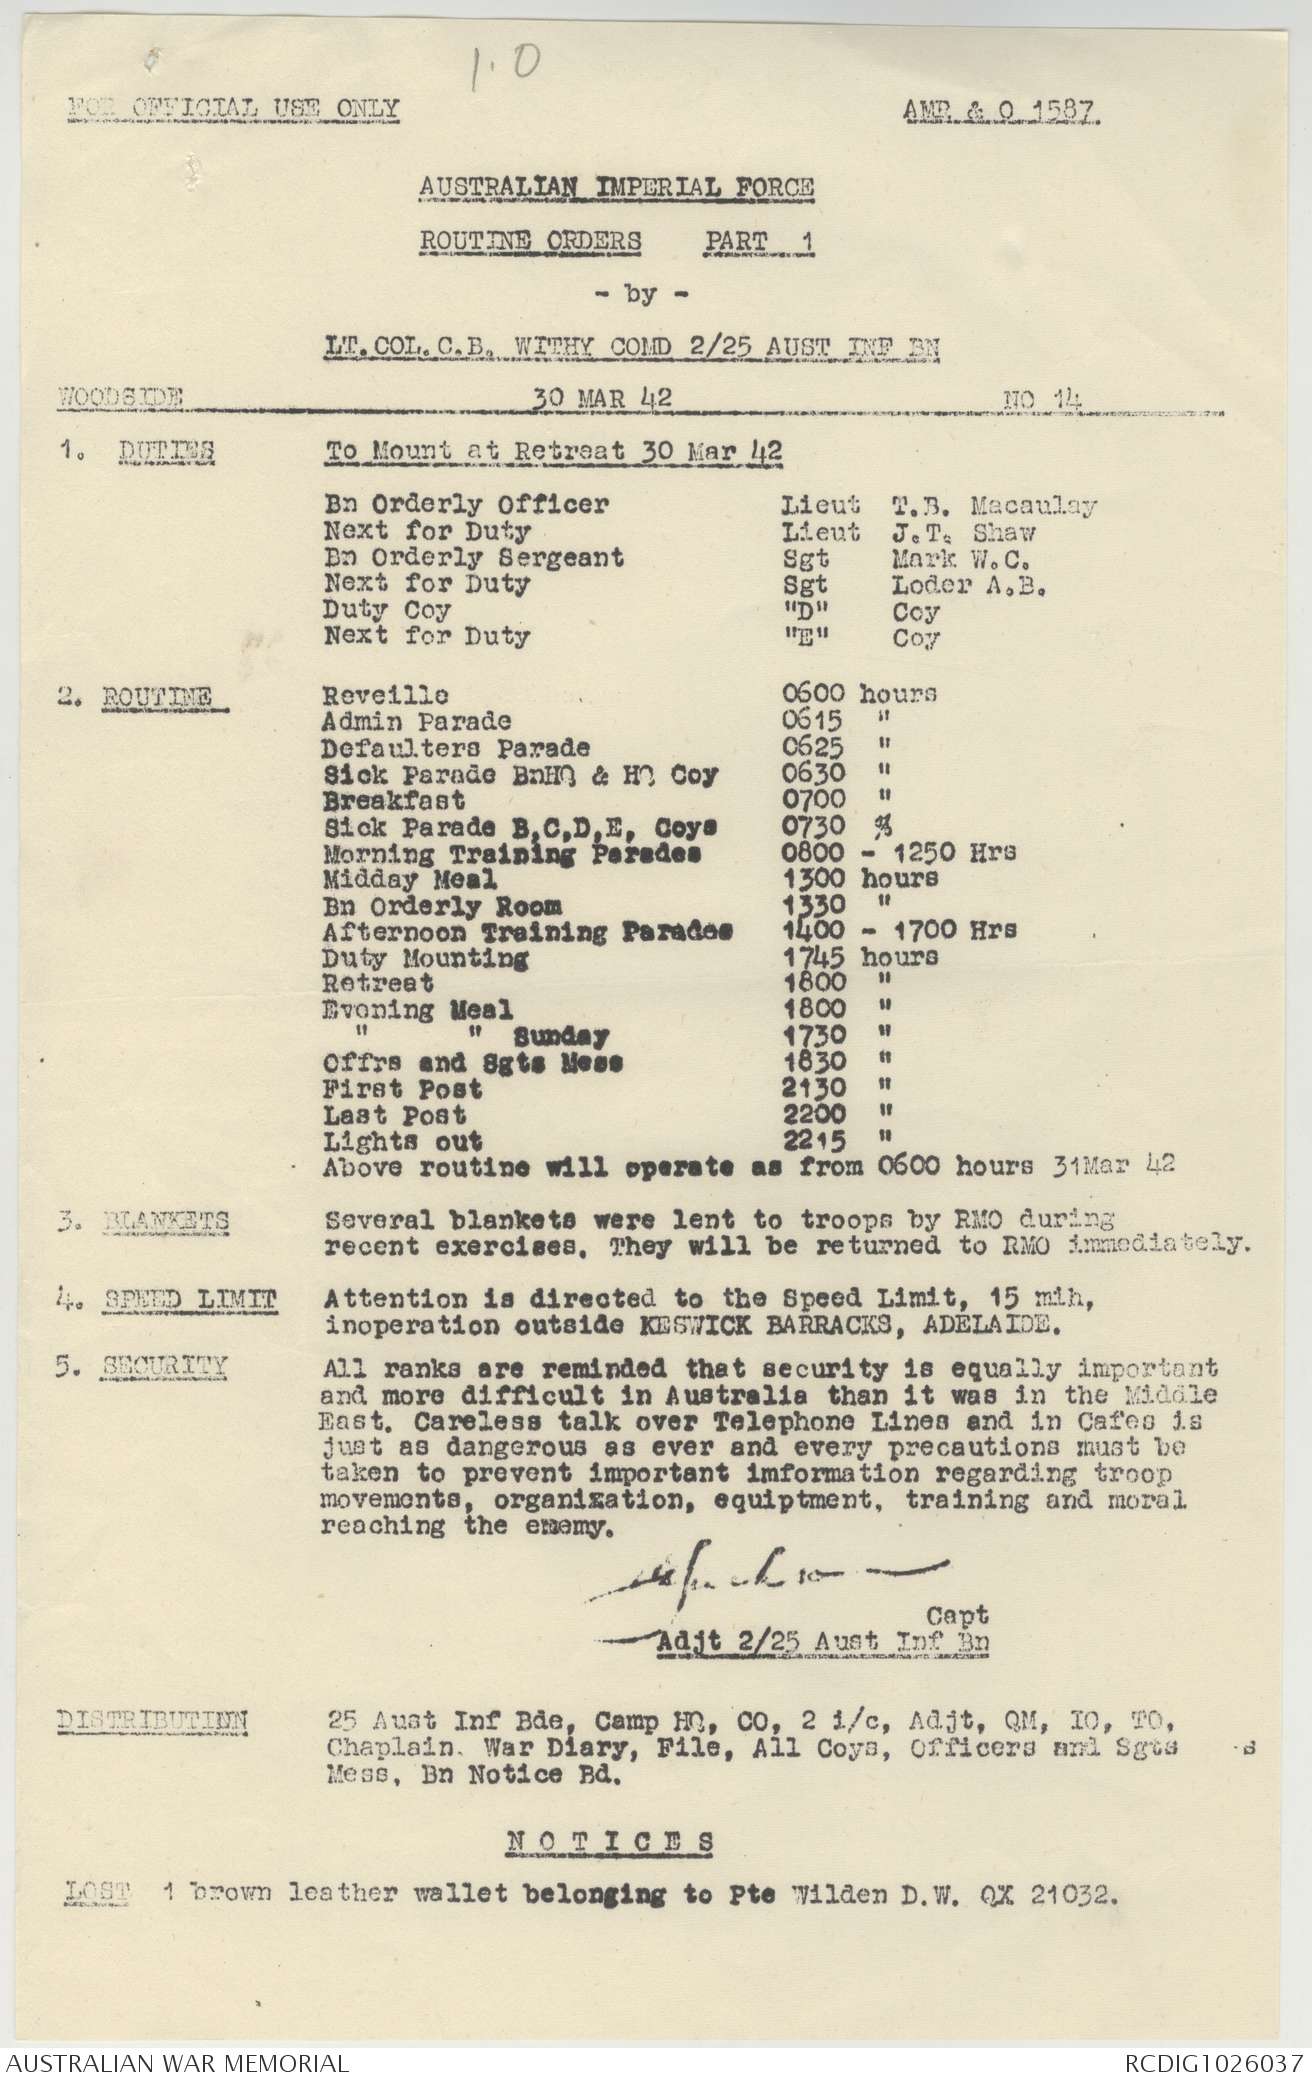 1.0
FOR OFFICIAL USE ONLY AMR & O 1587.
AUSTRALIAN IMPERIAL FORCE
ROUTINE ORDERS PART 1
- by -
LT.COL.C.B. WITHY COMD 2/25 AUST INF BN
WOODSIDE 30 MAR 42 NO 14
1. DUTIES To Mount at Retreat 30 Mar 42
Bn Orderly Officer Lieut T.B. Macaulay
Next for Duty Lieut J.T. Shaw
Bn Orderly Sergeant Sgt Mark W.C.
Next for Duty Sgt Loder A.B.
Duty Coy "D" Coy
Next for Duty "E" Coy
2. ROUTINE Reveille 0600 hours
Admin Parade 0615 "
Defaulters Parade 0625 "
Sick Parade BnHQ & HQ Coy 0630 "
Breakfast 0700 "
Sick Parade B,C,D,E, Coys 0730 "
Morning Training Parades 0800 - 1250 Hrs
Midday Meal 1300 hours
Bn Orderly Room 1330 "
Afternoon Training Parades 1400 - 1700 Hrs
Duty Mounting 1745 hours
Retreat 1800 "
Evening Meal 1800 "
" " Sunday 1730 "
Offrs and Sgts Mess 1830 "
First Post 2130 "
Last Post 2200 "
Lights out 2215 "
Above routine will operate as from 0600 hours 31Mar 42
3. BLANKETS Several blankets were lent to troops by RMO during
recent exercises. They will be returned to RMO immediately.
4. SPEED LIMIT Attention is directed to the Speed Limit, 15 mih,
inoperation outside KESWICK BARRACKS, ADELAIDE.
5. SECURITY All ranks are reminded that security is equally important
and more difficult in Australia than it was in the Middle
East. Careless talk over Telephone Lines and in Cafes is
just as dangerous as ever and every precautions must be
taken to prevent important imformation regarding troop
movements, organization, equiptment, training and moral
reaching the enemy.
Capt
Adjt 2/25 Aust Inf Bn
DISTRIBUTINN 25 Aust Inf Bde, Camp HQ, CO, 2 i/c, Adjt, QM, IO, TO,
Chaplain. War Diary, File, All Coys, Officers and Sgts s
Mess, Bn Notice Bd.
N O T I C E S
LOST 1 brown leather wallet belonging to Pte Wilden D.W. QX 21032.
AUSTRALIAN WAR MEMORIAL RCDIG1026037